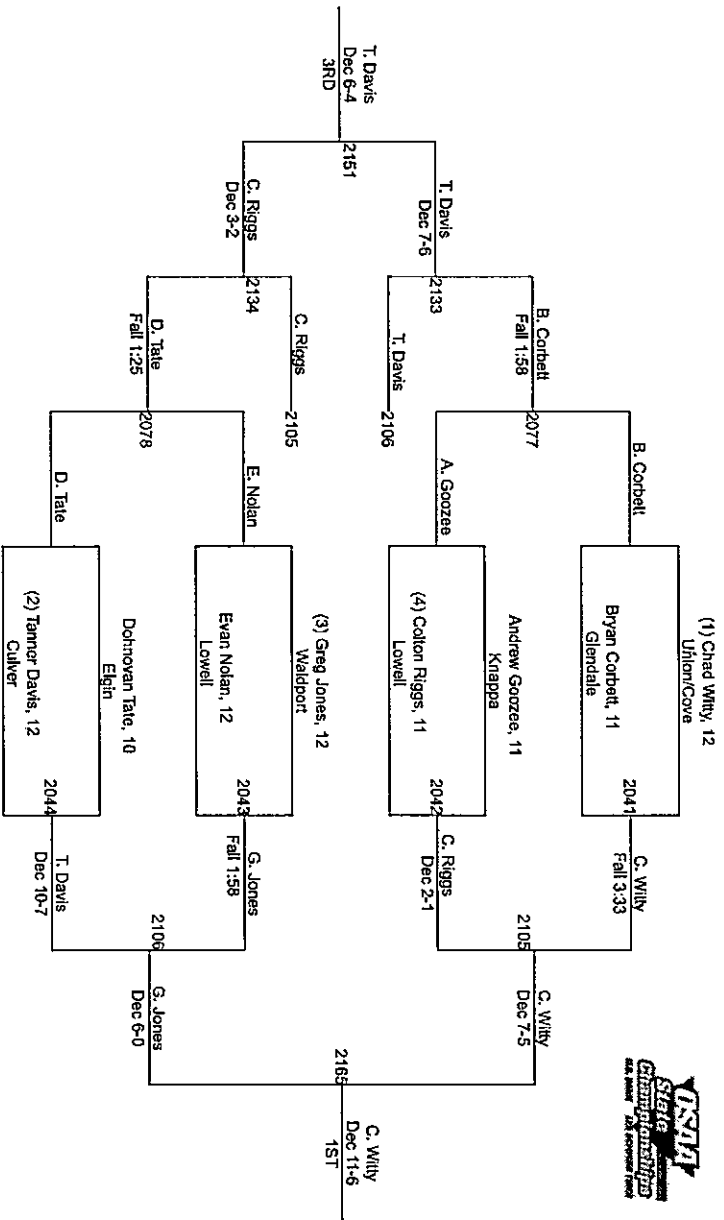 OSAA
State
Championships
(1) Chad Witty, 12
Union/Cove
Bryan Corbett, 11
Glendale
2041
Andrew Goozee, 11
Knappa
(4) Colton Riggs, 11
Lowell
2042
(3) Greg Jones, 12
Waldport
Evan Nolan, 12
Lowell
2043
Dohnovan Tate, 10
Elgin
(2) Tanner Davis, 12
Culver
2044
C. Witty
Fall 3:33
C. Riggs
Dec 2-1
2105
G. Jones
Fall 1:58
T. Davis
Dec 10-7
2106
C. Witty
Dec 7-5
G. Jones
Dec 6-0
2165
C. Witty
Dec 11-6
1ST
B. Corbett
A. Goozee
2077
E. Nolan
D. Tate
2078
B. Corbett
Fall 1:58
T. Davis
2106
2133
C. Riggs
2105
D. Tate
Fall 1:25
2134
T. Davis
Dec 7-6
C. Riggs
Dec 3-2
2151
T. Davis
Dec 6-4
3RD